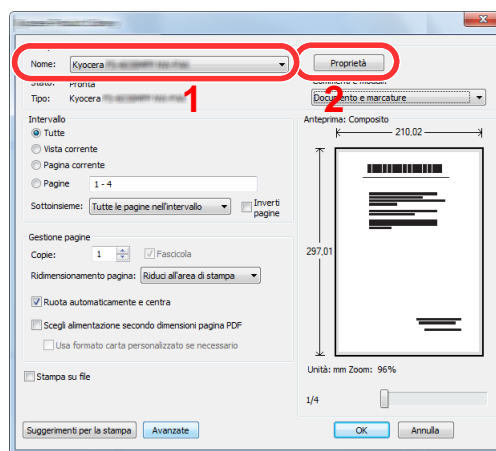 Nome: Kyocera
Proprietà
Stato: Pronta
Commenti e moduli:
Tipo: Kyocera
Documento e marcature
1
2
Intervallo
Tutte
Vista corrente
Pagina corrente
Pagine 1 - 4
Sottoinsieme: Tutte le pagine nell'intervallo
Inverti
pagine
Gestione pagine
Copie: 1 Fascicola
Ridimensionamento pagina: Riduci all'area di stampa
Ruota automaticamente e centra
Scegli alimentazione secondo dimensioni pagina PDF
Usa formato carta personalizzato se necessario
Stampa su file
Anteprima: Composito
210,02
297,01
Unità: mm Zoom: 96%
1/4
Suggerimenti per la stampa Avanzate OK Annulla